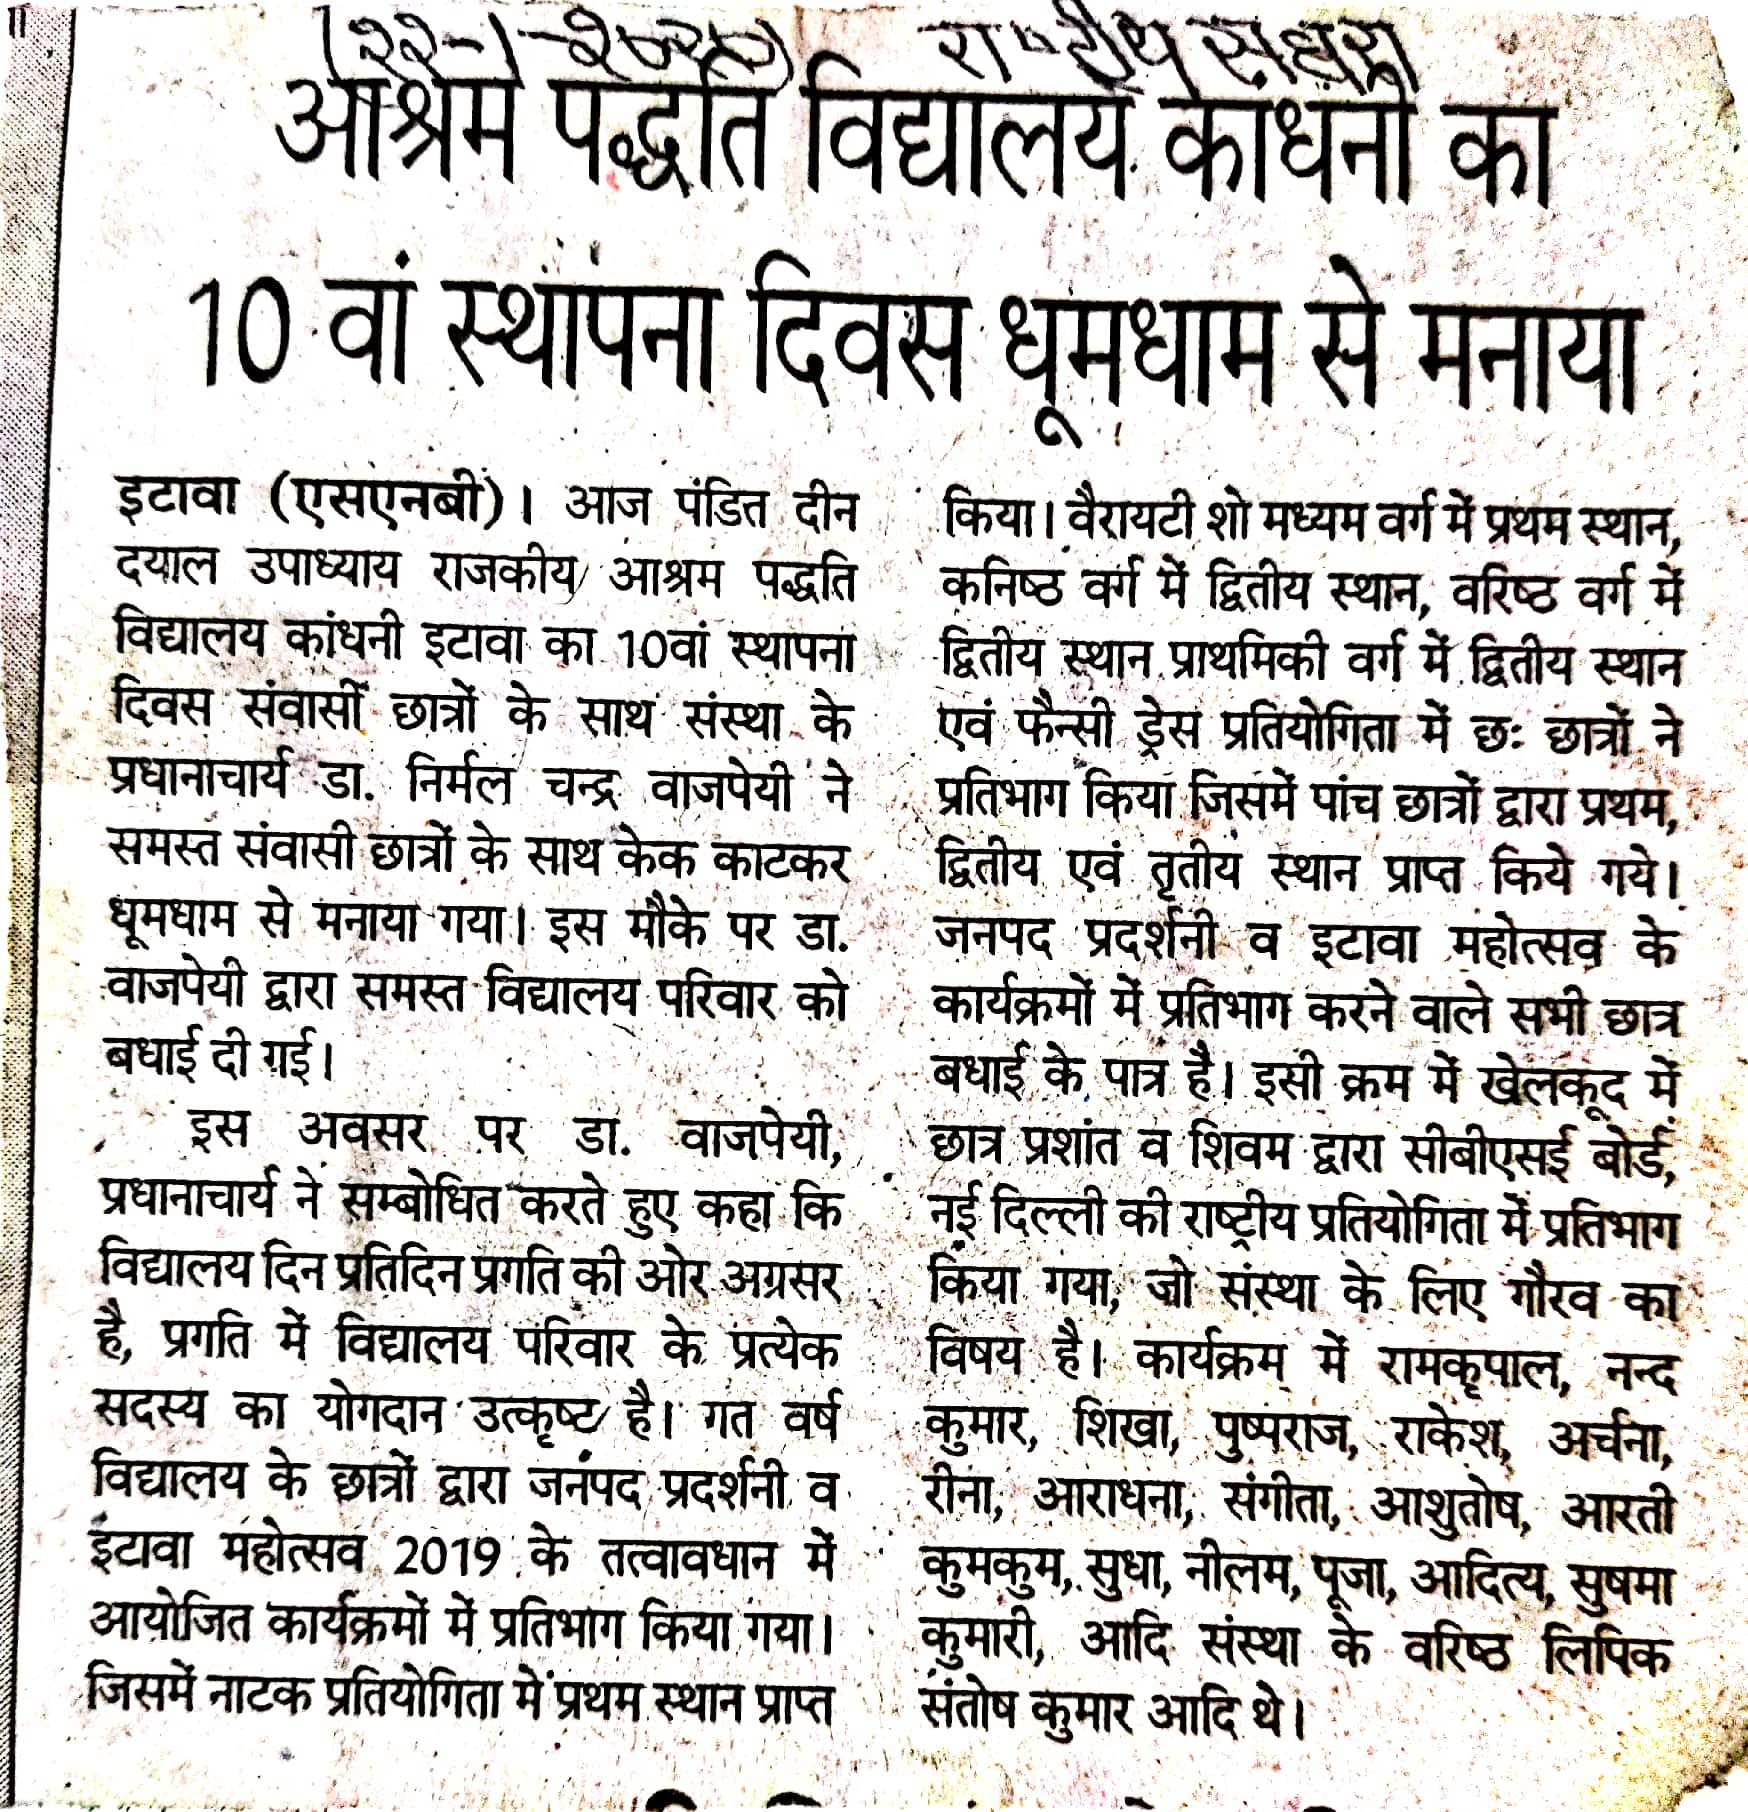 राष्ट्रीय सहारा
आश्रम पद्धति विद्यालय कांधनी का
10 वां स्थापना दिवस धूमधाम से मनाया
इटावा (एसएनबी)। आज पंडित दीन
दयाल उपाध्याय राजकीय आश्रम पद्धति
विद्यालय कांधनी इटावा का 10वां स्थापना
दिवस संवासी छात्रों के साथ संस्था के
प्रधानाचार्य डा. निर्मल चन्द्र वाजपेयी ने
समस्त संवासी छात्रों के साथ केक काटकर
धूमधाम से मनाया गया। इस मौके पर डा.
वाजपेयी द्वारा समस्त विद्यालय परिवार को
बधाई दी गई।
इस अवसर पर डा. वाजपेयी,
प्रधानाचार्य ने सम्बोधित करते हुए कहा कि
विद्यालय दिन प्रतिदिन प्रगति की ओर अग्रसर
है, प्रगति में विद्यालय परिवार के प्रत्येक
सदस्य का योगदान उत्कृष्ट है। गत वर्ष
विद्यालय के छात्रों द्वारा जनपद प्रदर्शनी व
इटावा महोत्सव 2019 के तत्वावधान में
आयोजित कार्यक्रमों में प्रतिभाग किया गया।
जिसमें नाटक प्रतियोगिता में प्रथम स्थान प्राप्त
किया। वैरायटी शो मध्यम वर्ग में प्रथम स्थान,
कनिष्ठ वर्ग में द्वितीय स्थान, वरिष्ठ वर्ग में
द्वितीय स्थान प्राथमिकी वर्ग में द्वितीय स्थान
एवं फैन्सी ड्रेस प्रतियोगिता में छः छात्रों ने
प्रतिभाग किया जिसमें पांच छात्रों द्वारा प्रथम,
द्वितीय एवं तृतीय स्थान प्राप्त किये गये।
जनपद प्रदर्शनी व इटावा महोत्सव के
कार्यक्रमों में प्रतिभाग करने वाले सभी छात्र
बधाई के पात्र है। इसी क्रम में खेलकूद में
छात्र प्रशांत व शिवम द्वारा सीबीएसई बोर्ड,
नई दिल्ली की राष्ट्रीय प्रतियोगिता में प्रतिभाग
किया गया, जो संस्था के लिए गौरव का
विषय है। कार्यक्रम में रामकृपाल, नन्द
कुमार, शिखा, पुष्पराज, राकेश, अर्चना,
रीना, आराधना, संगीता, आशुतोष, आरती
कुमकुम, सुधा, नीलम, पूजा, आदित्य, सुषमा
कुमारी, आदि संस्था के वरिष्ठ लिपिक
संतोष कुमार आदि थे।